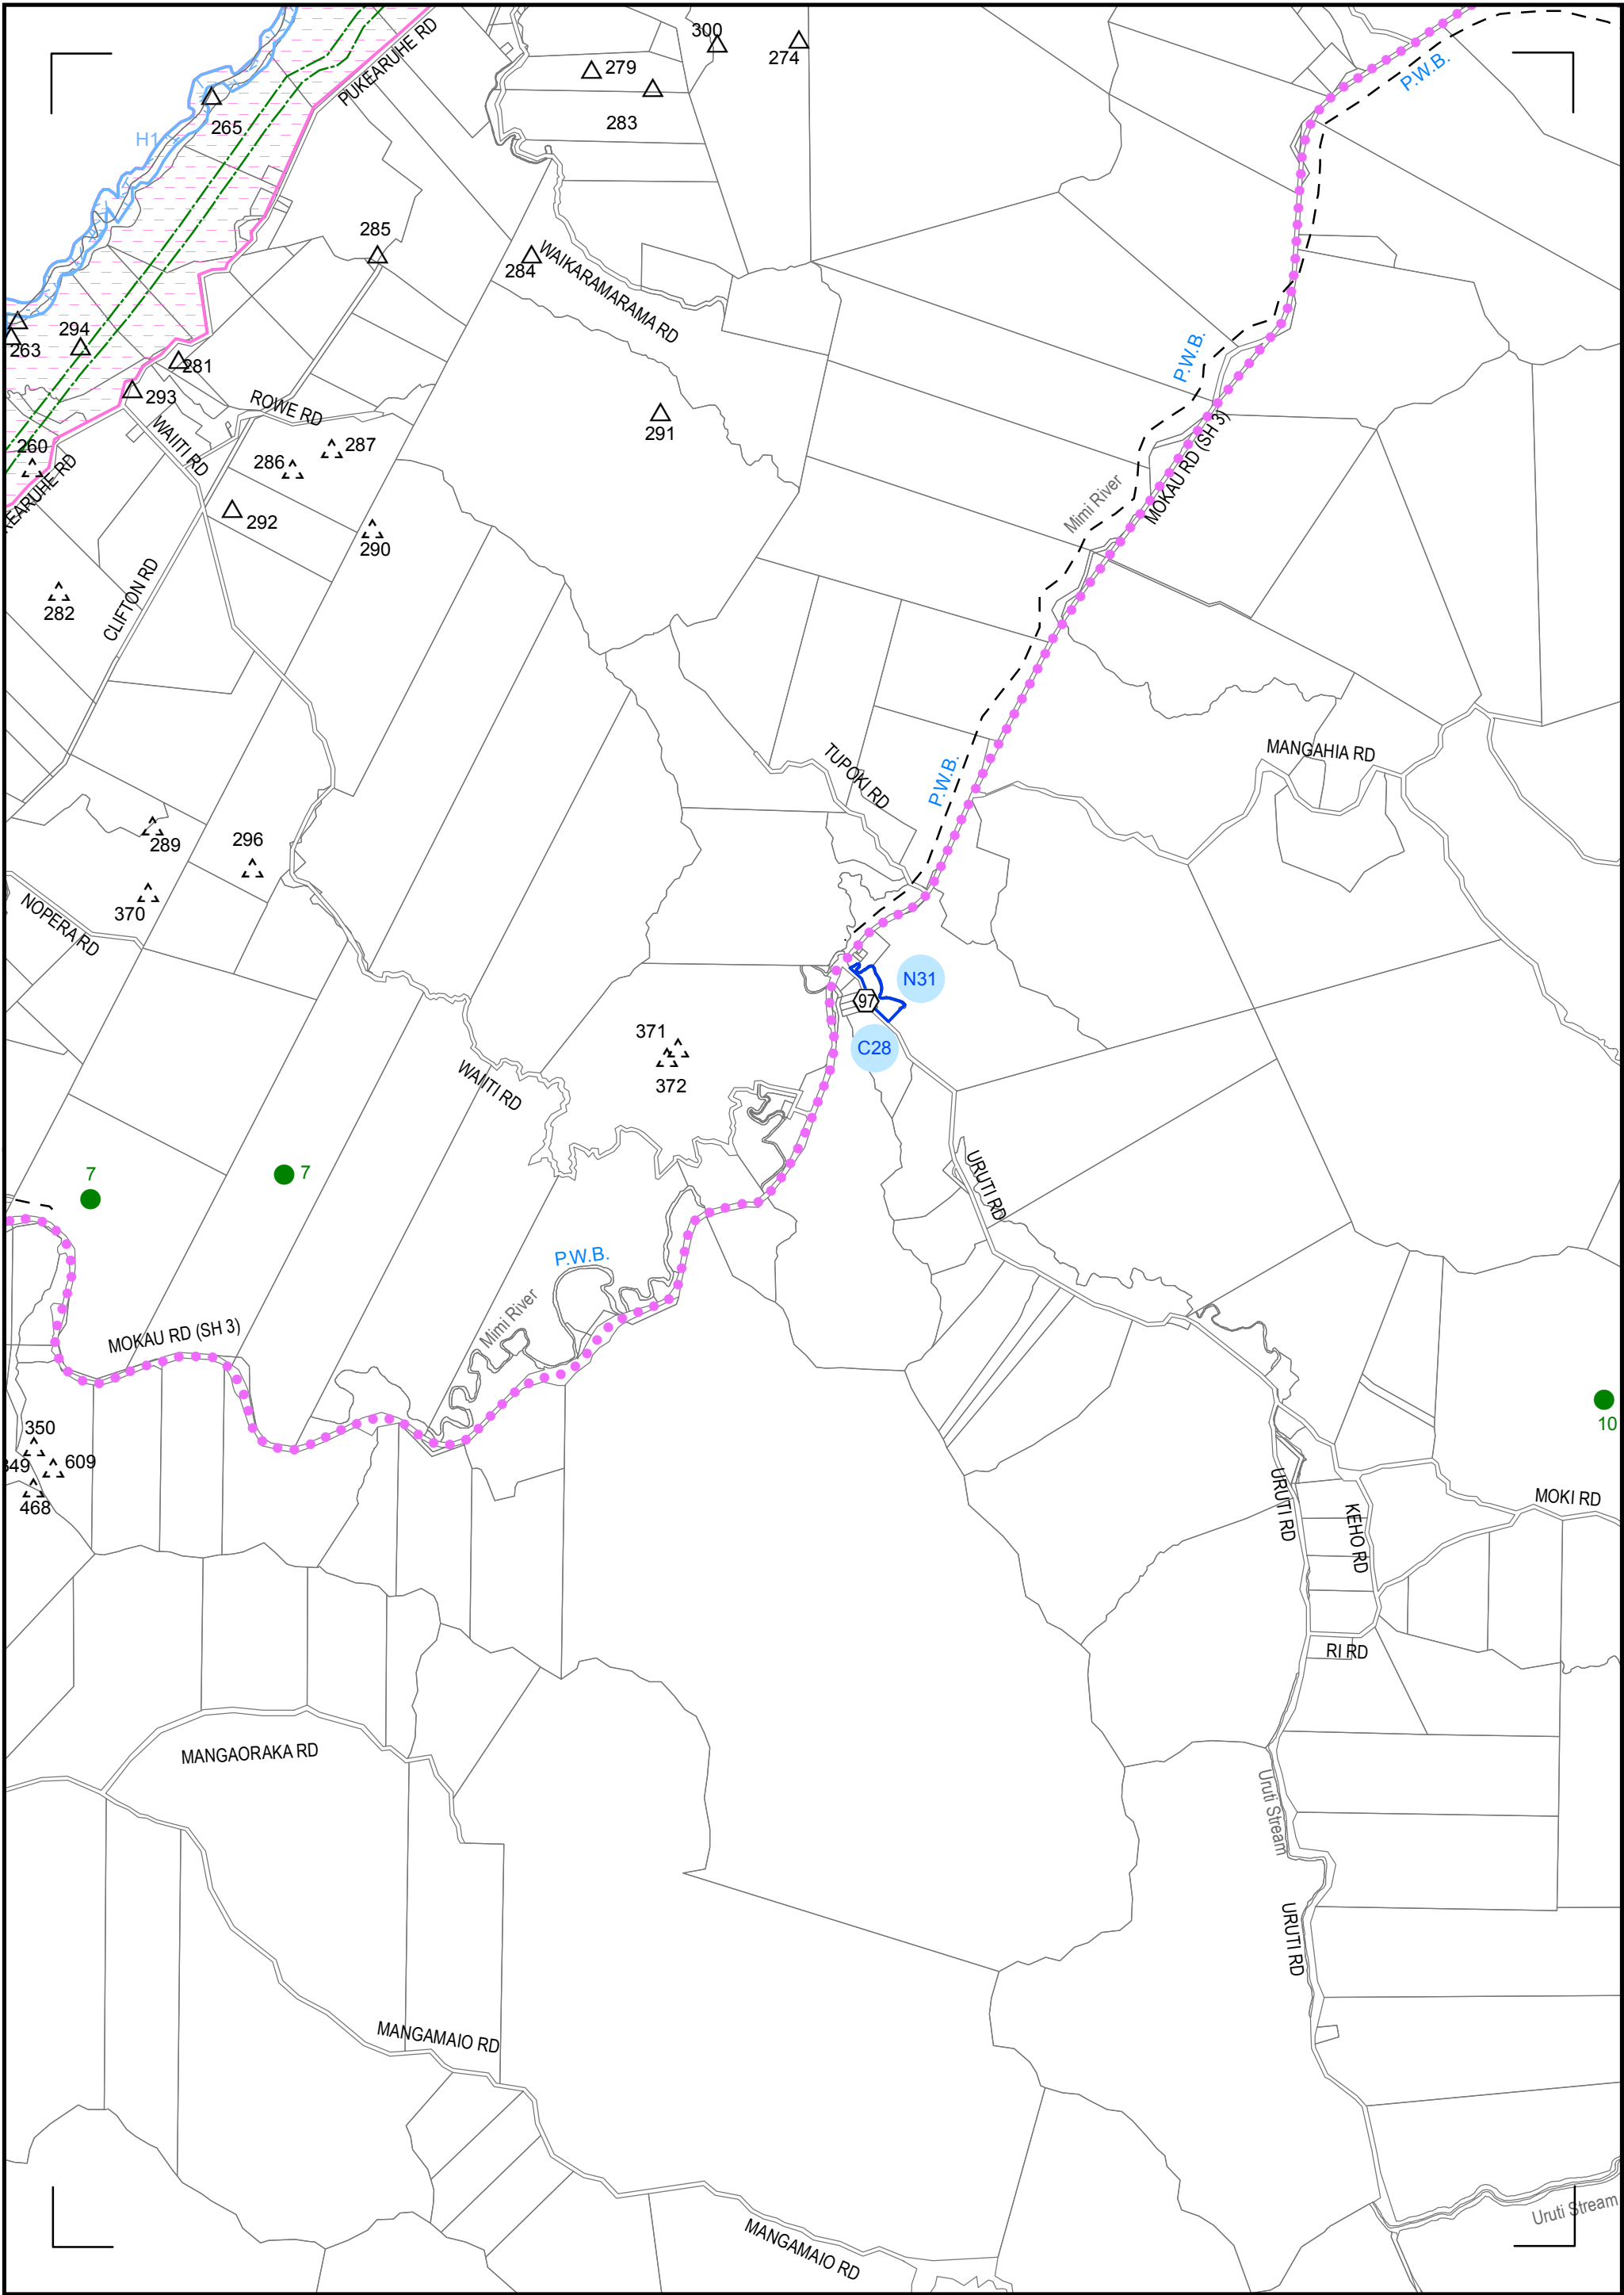 300
274
PUKEARUHE RD
279
P.W.B.
283
265
H1
285
284
WAIKARAMARAMA RD
294
263
281
P.W.B.
293
ROWE RD
291
WAIITI RD
260
287
286
MOKAU RD (SH 3)
EARUHE RD
Mimi River
292
290
282
CLIFTON RD
MANGAHIA RD
TUPOKI RD
P.W.B.
289
296
370
NOPERA RD
N31
97
371
C28
372
WAIITI RD
7
7
URUTI RD
P.W.B.
Mimi River
MOKAU RD (SH 3)
10
350
349
609
468
URUTI RD
KEHO RD
MOKI RD
RI RD
MANGAORAKA RD
Uruti Stream
URUTI RD
MANGAMAIO RD
Uruti Stream
MANGAMAIO RD